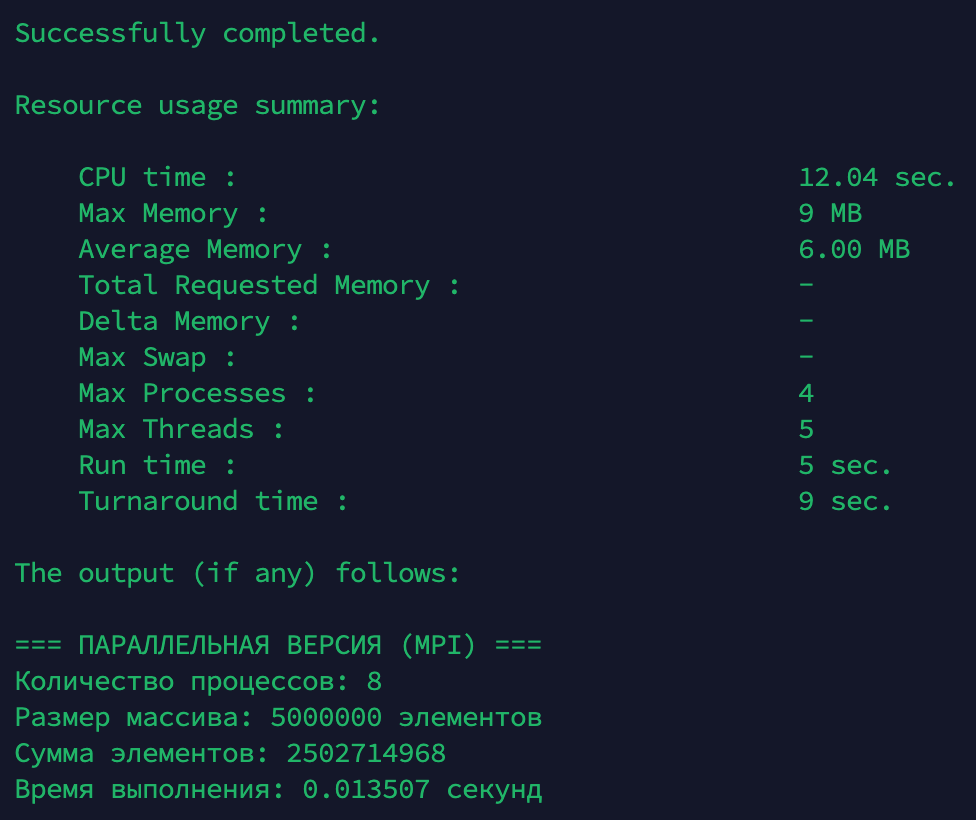 Successfully completed.
Resource usage summary:
CPU time : 12.04 sec.
Max Memory : 9 MB
Average Memory : 6.00 MB
Total Requested Memory : -
Delta Memory : -
Max Swap : -
Max Processes : 4
Max Threads : 5
Run time : 5 sec.
Turnaround time : 9 sec.
The output (if any) follows:
=== ПАРАЛЛЕЛЬНАЯ ВЕРСИЯ (MPI) ===
Количество процессов: 8
Размер массива: 5000000 элементов
Сумма элементов: 2502714968
Время выполнения: 0.013507 секунд